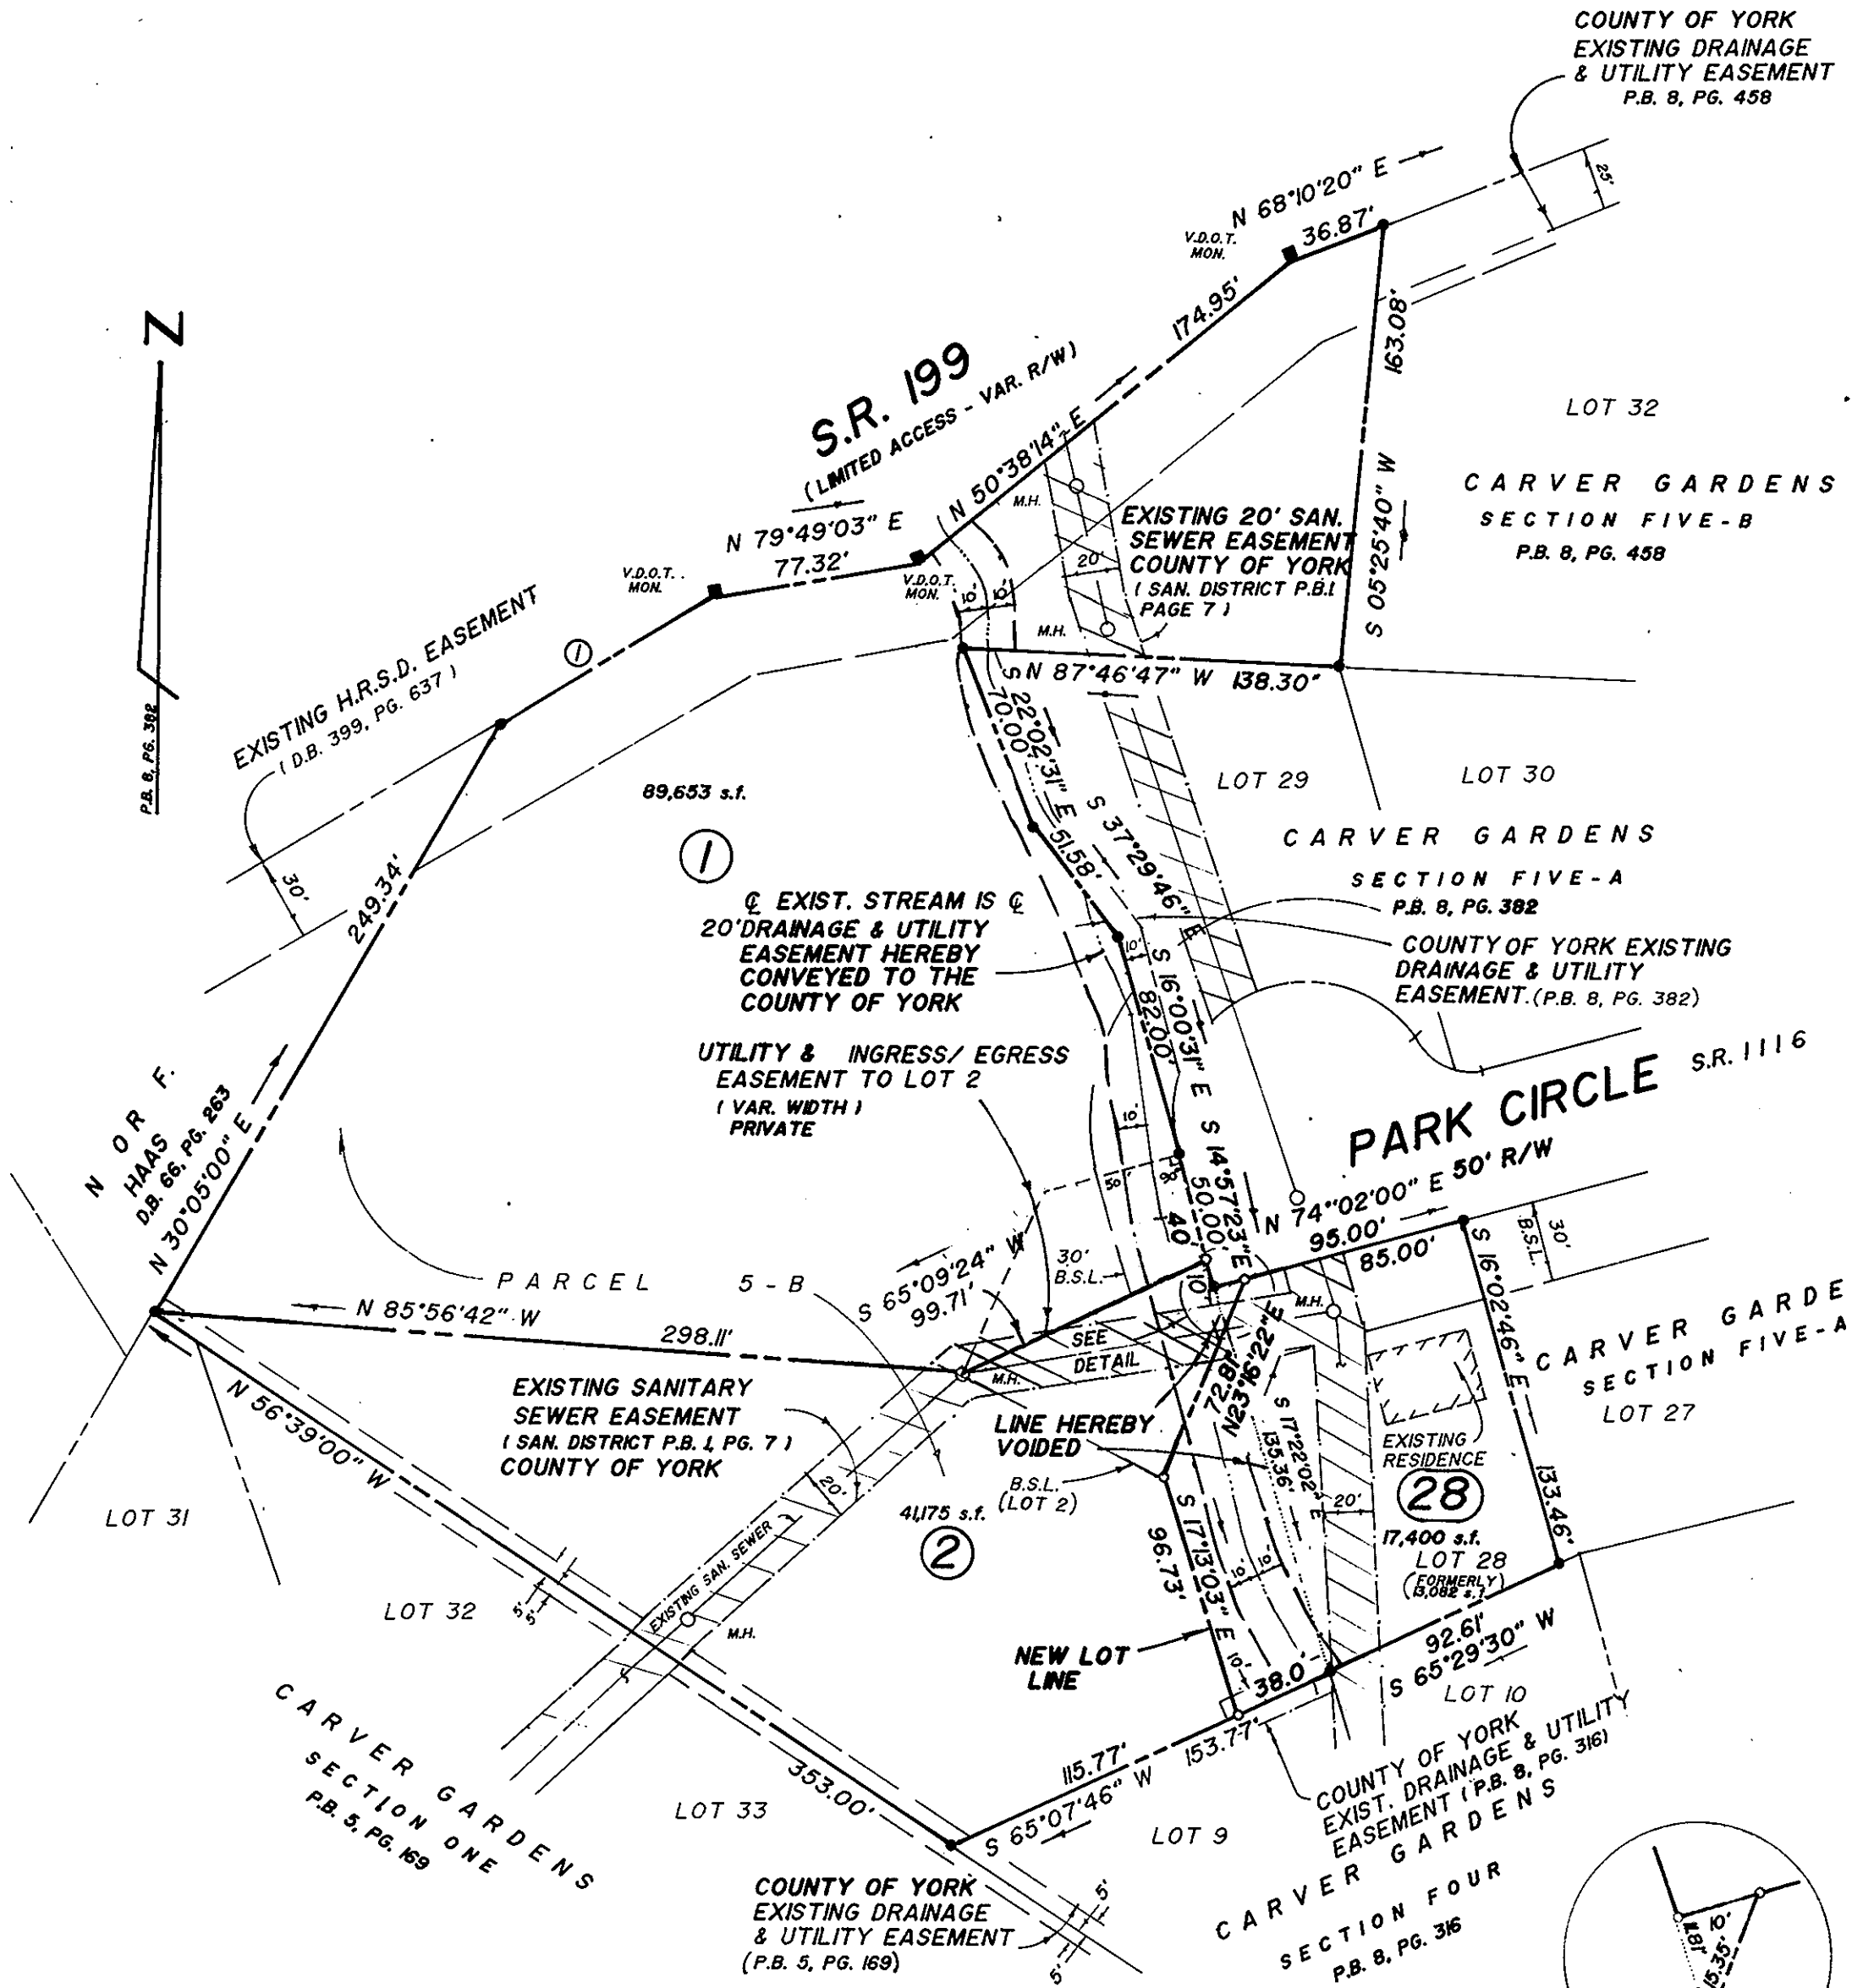 COUNTY OF YORK
EXISTING DRAINAGE
& UTILITY EASEMENT
P.B. 8, PG. 458
25'
N 68°10'20" E
36.87'
V.D.O.T.
MON.
174.95'
163.08'
S 05°25'40" W
LOT 32
CARVER GARDENS
SECTION FIVE-B
P.B. 8, PG. 458
N
P.B. 8, PG. 382
S.R. 199
(LIMITED ACCESS - VAR. R/W)
N 50°38'14" E
M.H.
N 79°49'03" E
77.32'
V.D.O.T.
MON.
V.D.O.T.
MON.
10'
10'
20'
EXISTING 20' SAN.
SEWER EASEMENT
COUNTY OF YORK
(SAN. DISTRICT P.B.1
PAGE 7)
M.H.
N 87°46'47" W 138.30"
1
EXISTING H.R.S.D. EASEMENT
(D.B. 399, PG. 637)
30'
249.34'
89,653 s.f.
1
S 22°02'31" E
70.00'
S 37°29'46" E
51.58'
LOT 29
LOT 30
CARVER GARDENS
SECTION FIVE-A
P.B. 8, PG. 382
COUNTY OF YORK EXISTING
DRAINAGE & UTILITY
EASEMENT. (P.B. 8, PG. 382)
℄ EXIST. STREAM IS ℄
20' DRAINAGE & UTILITY
EASEMENT HEREBY
CONVEYED TO THE
COUNTY OF YORK
10'
S 16°00'31" E
82.00'
UTILITY & INGRESS/ EGRESS
EASEMENT TO LOT 2
(VAR. WIDTH)
PRIVATE
10'
50'
90°
40'
S 14°57'23" E
50.00'
10'
PARK CIRCLE S.R. 1116
50' R/W
N 74°02'00" E
95.00'
85.00'
30'
B.S.L.
N OR F.
HAAS
D.B. 66, PG. 263
N 30°05'00" E
PARCEL 5-B
N 85°56'42" W
298.11'
S 65°09'24" W
99.71'
30'
B.S.L.
SEE
DETAIL
M.H.
M.H.
S 16°02'46" E
133.46'
CARVER GARDE
SECTION FIVE-A
LOT 27
EXISTING SANITARY
SEWER EASEMENT
(SAN. DISTRICT P.B. 1, PG. 7)
COUNTY OF YORK
20'
LINE HEREBY
VOIDED
B.S.L.
(LOT 2)
72.81'
N23°16'22"E
S 17°22'02" E
135.36'
20'
EXISTING
RESIDENCE
28
17,400 s.f.
LOT 28
(FORMERLY)
13,082 s.f.
N 56°39'00" W
LOT 31
LOT 32
5'
5'
EXISTING SAN. SEWER
M.H.
41,175 s.f.
2
S 17°13'03" E
96.73'
10'
10'
10'
NEW LOT
LINE
38.0'
92.61'
S 65°29'30" W
LOT 10
115.77'
153.77'
S 65°07'46" W
LOT 9
353.00'
LOT 33
CARVER GARDENS
SECTION ONE
P.B. 5, PG. 169
COUNTY OF YORK
EXIST. DRAINAGE & UTILITY
EASEMENT (P.B. 8, PG. 316)
CARVER GARDENS
SECTION FOUR
P.B. 8, PG. 316
COUNTY OF YORK
EXISTING DRAINAGE
& UTILITY EASEMENT
(P.B. 5, PG. 169)
5'
5'
5'
10'
11.81'
15.35'